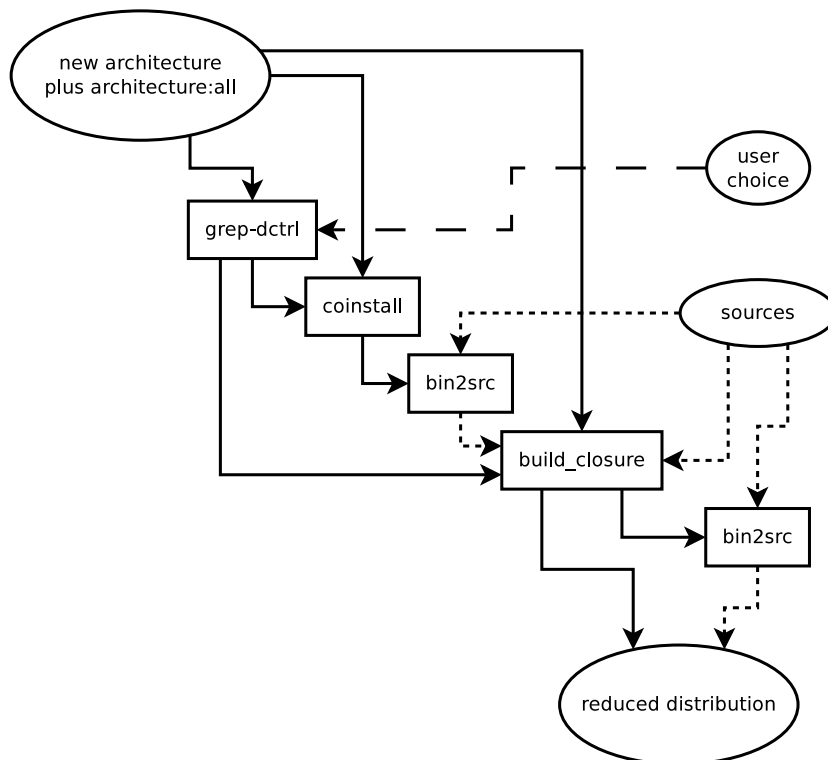 new architecture
plus architecture:all
user
choice
grep-dctrl
coinstall
sources
bin2src
build_closure
bin2src
reduced distribution